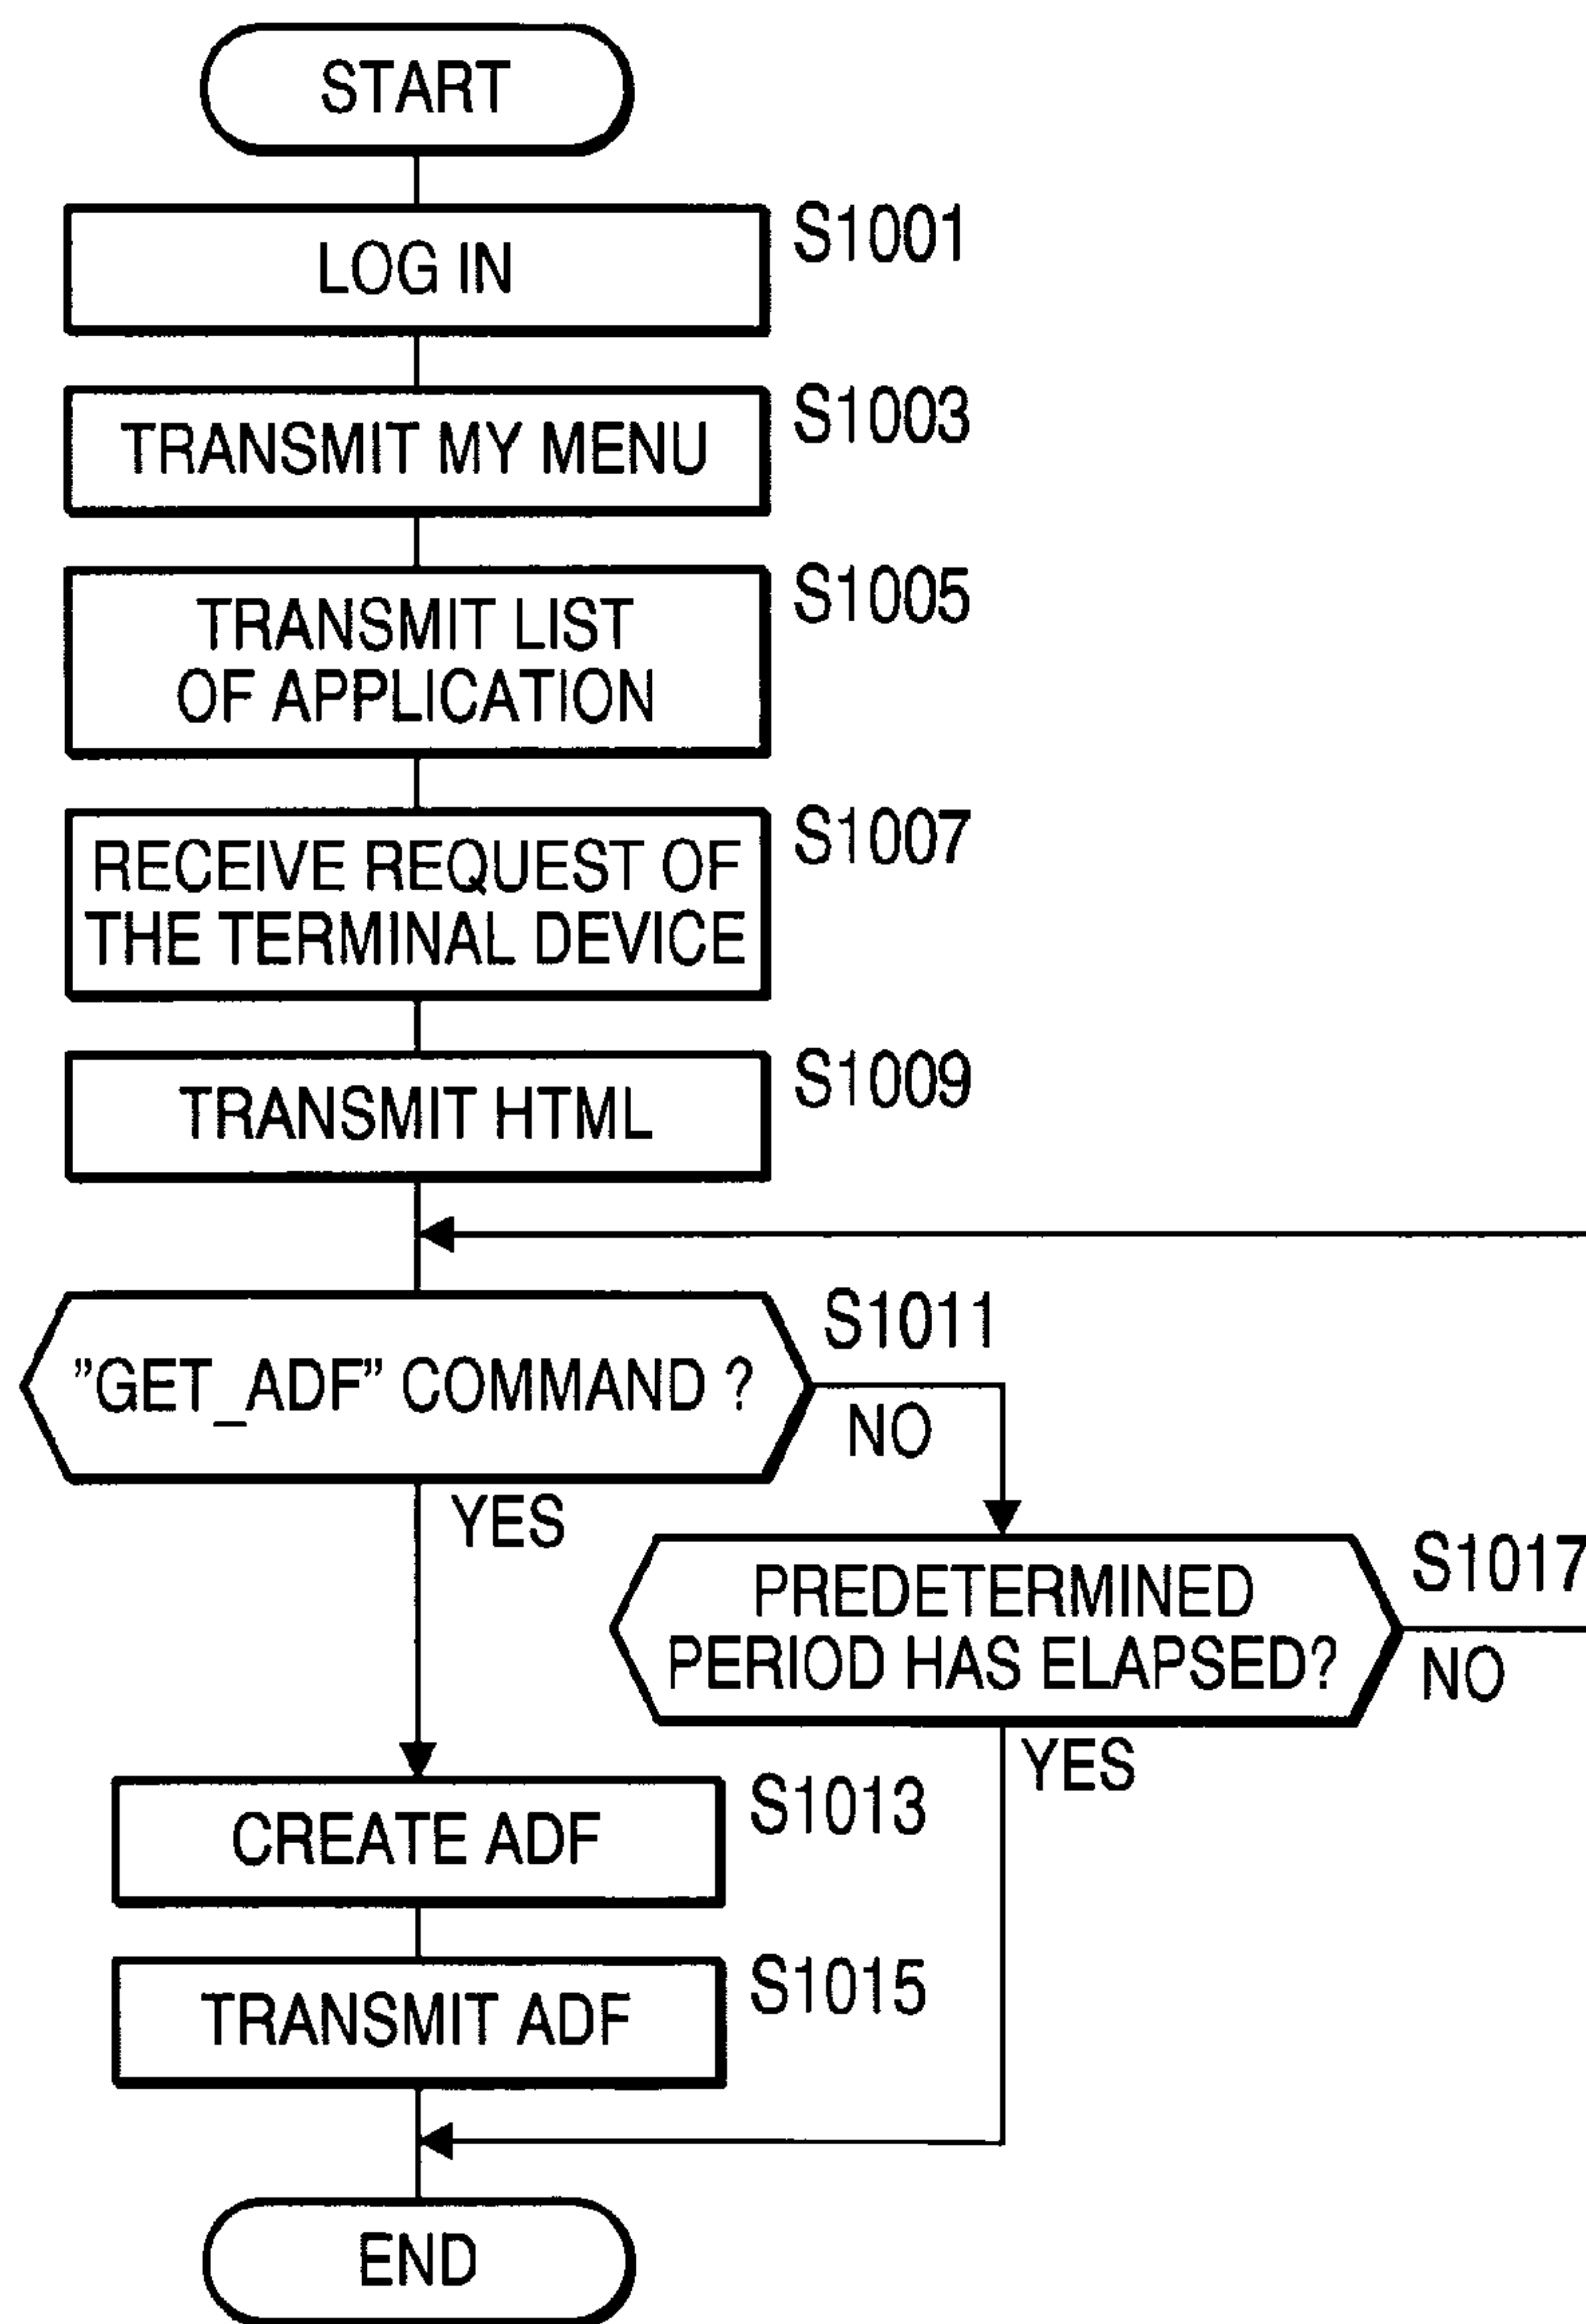 START
LOG IN
S1001
TRANSMIT MY MENU
S1003
TRANSMIT LIST
OF APPLICATION
S1005
RECEIVE REQUEST OF
THE TERMINAL DEVICE
S1007
TRANSMIT HTML
S1009
"GET_ADF" COMMAND ?
S1011
NO
YES
PREDETERMINED
PERIOD HAS ELAPSED?
S1017
NO
YES
CREATE ADF
S1013
TRANSMIT ADF
S1015
END